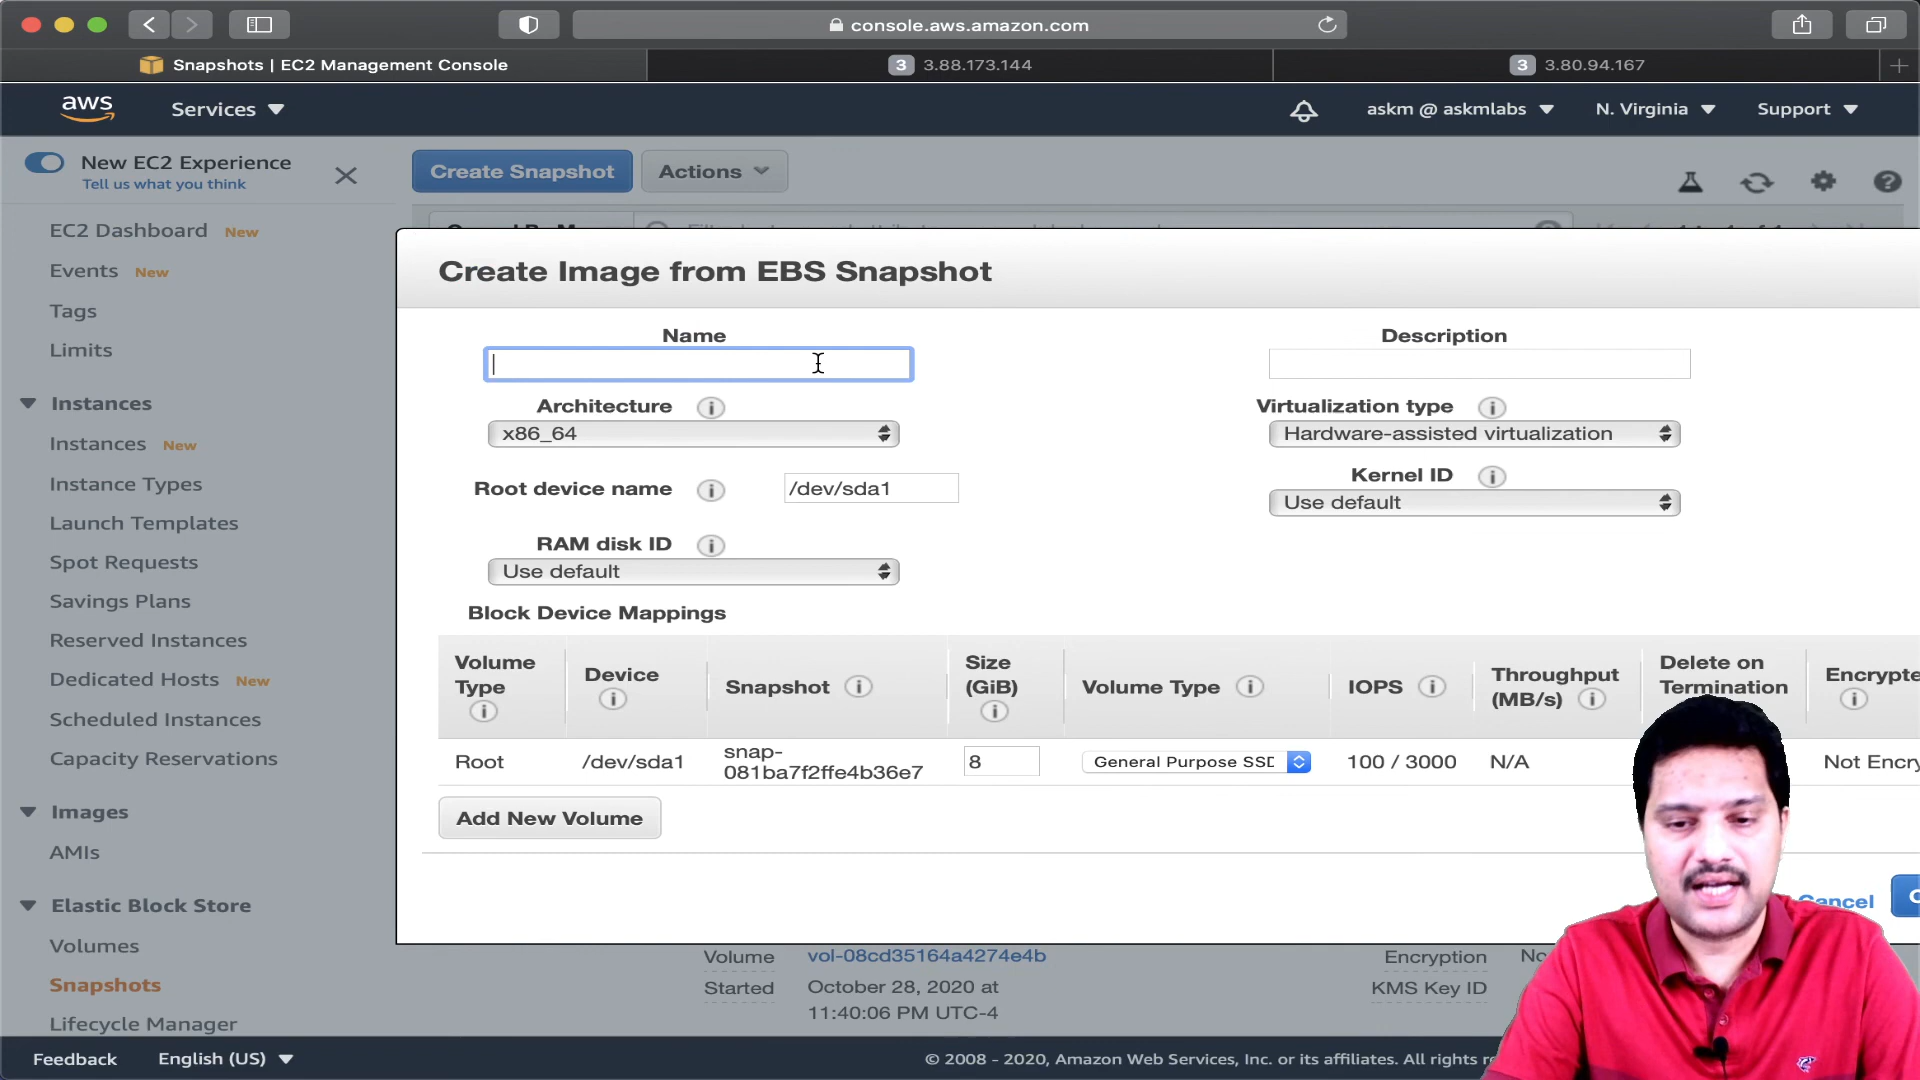 console.aws.amazon.com
Snapshots | EC2 Management Console
3 3.88.173.144
3 3.80.94.167
aws
Services
askm @ askmlabs
N. Virginia
Support
New EC2 Experience
Tell us what you think
Create Snapshot
Actions
EC2 Dashboard New
Events New
Tags
Limits
Instances
Instances New
Instance Types
Launch Templates
Spot Requests
Savings Plans
Reserved Instances
Dedicated Hosts New
Scheduled Instances
Capacity Reservations
Images
AMIs
Elastic Block Store
Volumes
Snapshots
Lifecycle Manager
Create Image from EBS Snapshot
Name
Description
Architecture
x86_64
Virtualization type
Hardware-assisted virtualization
Root device name
/dev/sda1
Kernel ID
Use default
RAM disk ID
Use default
Block Device Mappings
Volume Type
Device
Snapshot
Size (GiB)
Volume Type
IOPS
Throughput (MB/s)
Delete on Termination
Encrypte
Root
/dev/sda1
snap-
081ba7f2ffe4b36e7
8
General Purpose SSD
100 / 3000
N/A
Not Encry
Add New Volume
Cancel
Volume
vol-08cd35164a4274e4b
Encryption
No
Started
October 28, 2020 at
11:40:06 PM UTC-4
KMS Key ID
Feedback
English (US)
© 2008 - 2020, Amazon Web Services, Inc. or its affiliates. All rights re